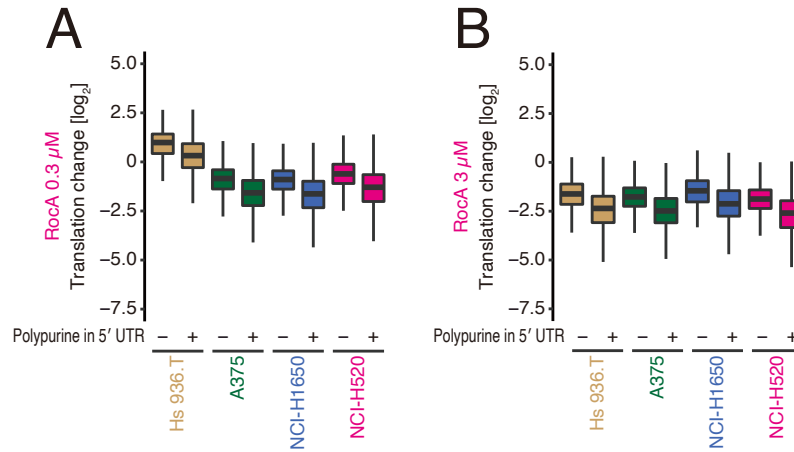 A
RocA 0.3 µM
Translation change [log2]
5.0
2.5
0
−2.5
−5.0
−7.5
Polypurine in 5′ UTR
− + − + − + − +
Hs 936.T
A375
NCI-H1650
NCI-H520
B
RocA 3 µM
Translation change [log2]
5.0
2.5
0
−2.5
−5.0
−7.5
Polypurine in 5′ UTR
− + − + − + − +
Hs 936.T
A375
NCI-H1650
NCI-H520